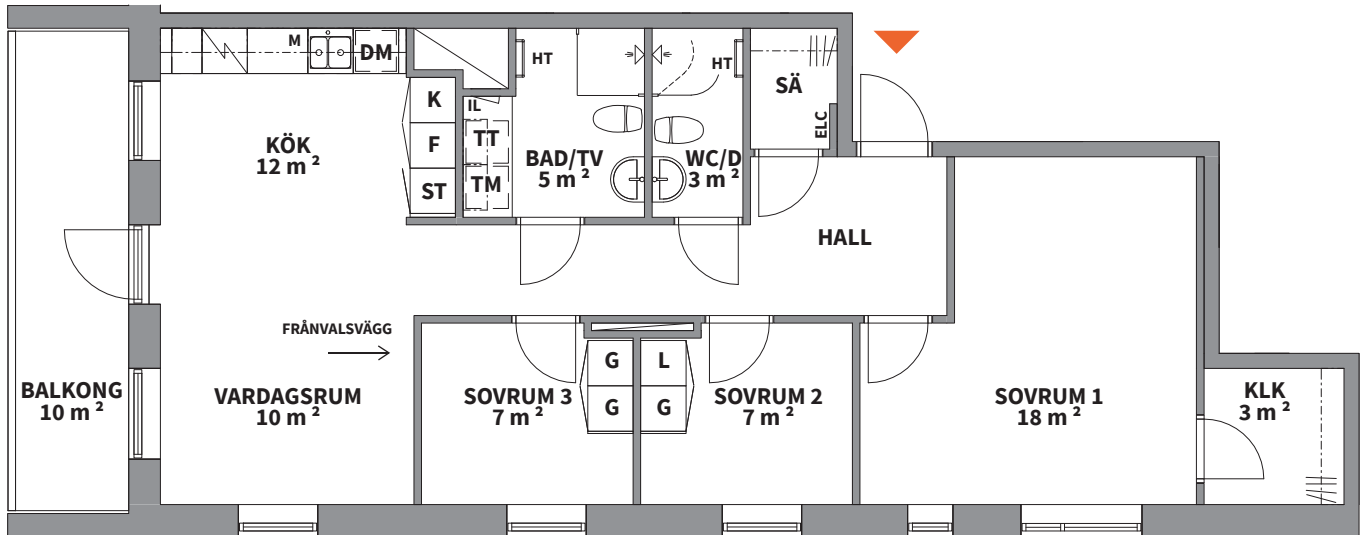 M
DM
HT
HT
SÄ
ELC
K
F
ST
IL
TT
TM
KÖK
12 m ²
BAD/TV
5 m ²
WC/D
3 m ²
HALL
FRÅNVALSVÄGG
BALKONG
10 m ²
VARDAGSRUM
10 m ²
SOVRUM 3
7 m ²
G
G
L
G
SOVRUM 2
7 m ²
SOVRUM 1
18 m ²
KLK
3 m ²